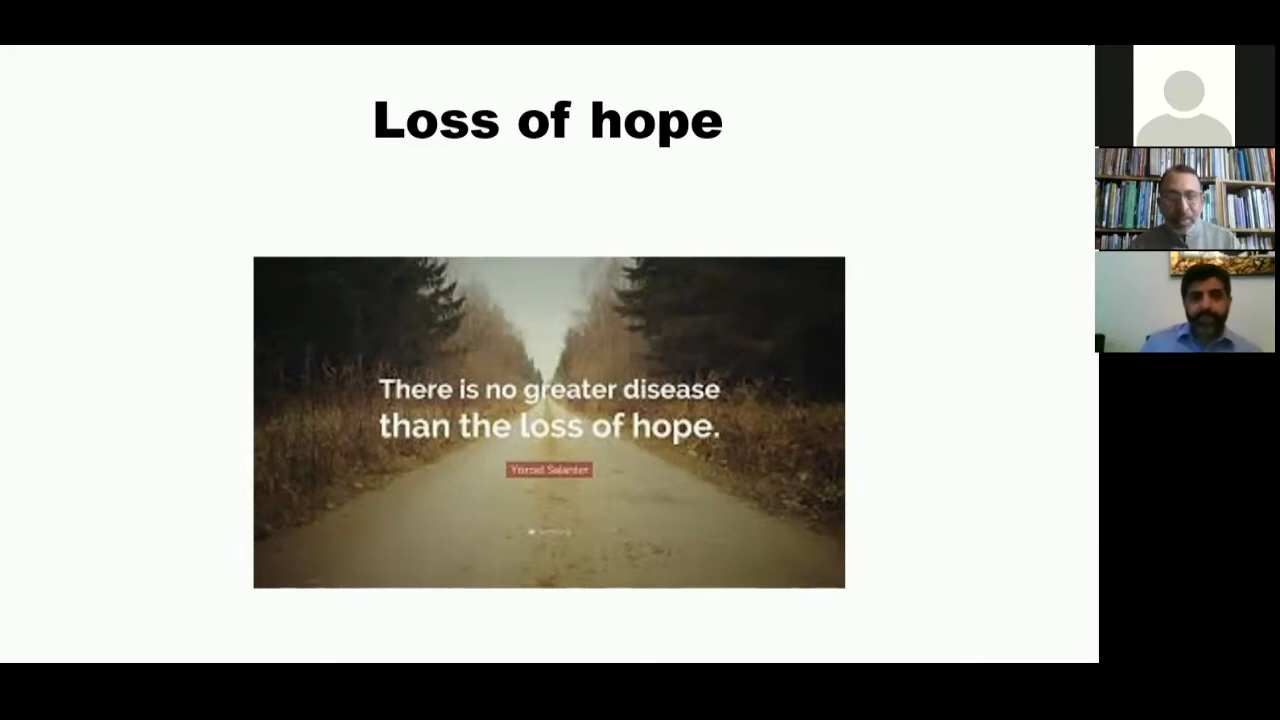 Loss of hope
There is no greater disease
than the loss of hope.
Yisroel Salanter